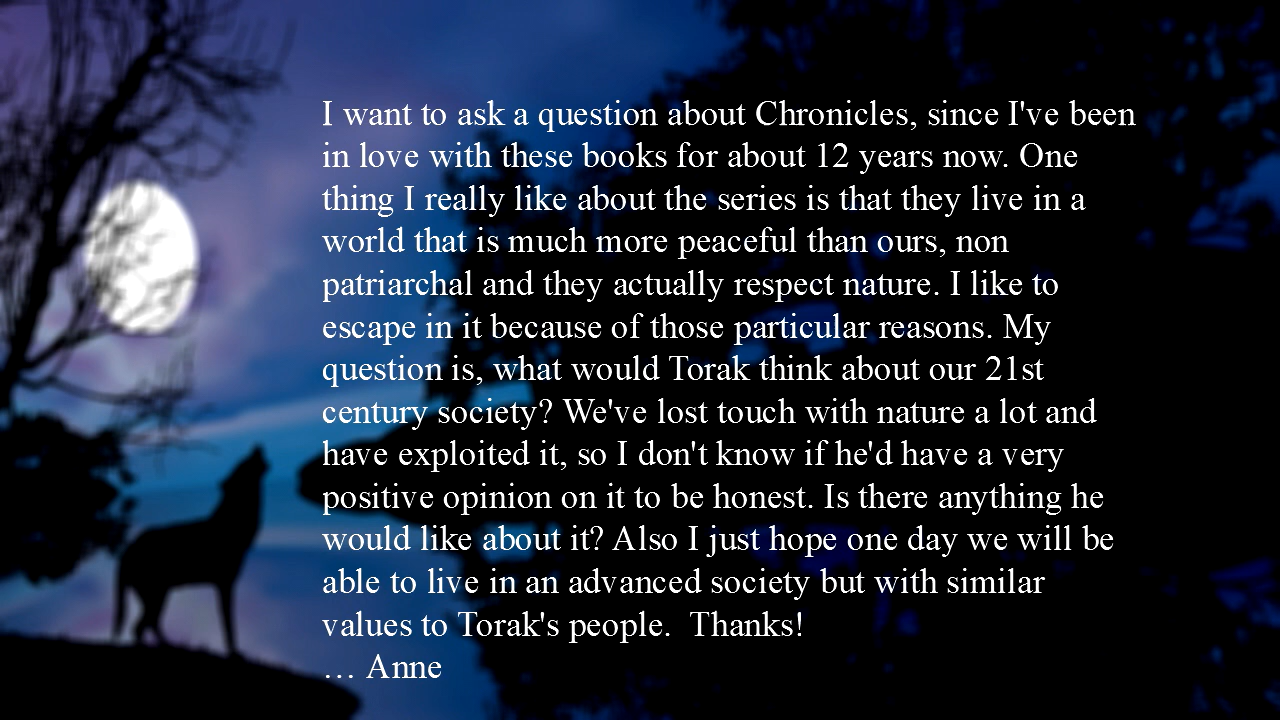 I want to ask a question about Chronicles, since I've been
in love with these books for about 12 years now. One
thing I really like about the series is that they live in a
world that is much more peaceful than ours, non
patriarchal and they actually respect nature. I like to
escape in it because of those particular reasons. My
question is, what would Torak think about our 21st
century society? We've lost touch with nature a lot and
have exploited it, so I don't know if he'd have a very
positive opinion on it to be honest. Is there anything he
would like about it? Also I just hope one day we will be
able to live in an advanced society but with similar
values to Torak's people.  Thanks!
… Anne